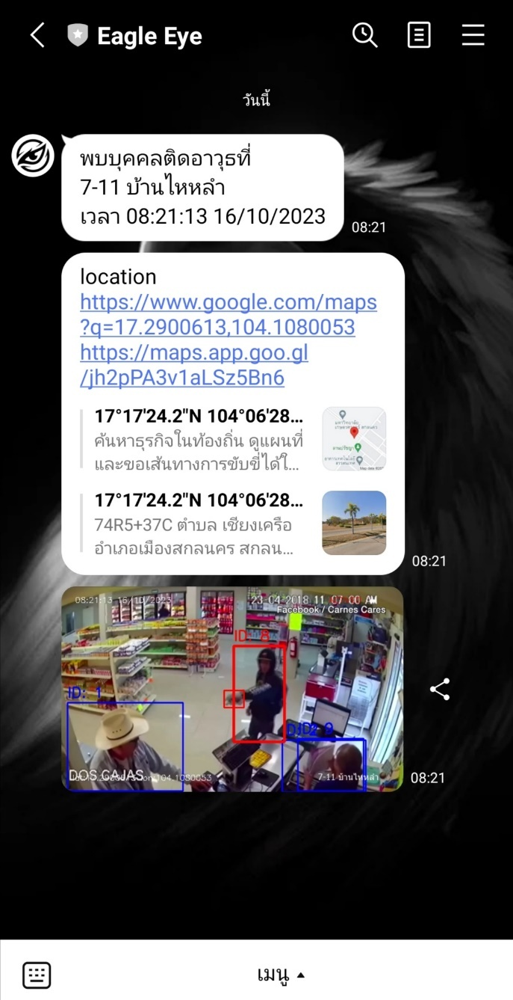 Eagle Eye
วันนี้
พบบุคคลติดอาวุธที่
7-11 บ้านไหหลำ
เวลา 08:21:13 16/10/2023
08:21
location
https://www.google.com/maps
?q=17.2900613,104.1080053
https://maps.app.goo.gl
/jh2pPA3v1aLSz5Bn6
17°17'24.2"N 104°06'28...
ค้นหาธุรกิจในท้องถิ่น ดูแผนที่
และขอเส้นทางการขับขี่ได้ใ...
17°17'24.2"N 104°06'28...
74R5+37C ตำบล เชียงเครือ
อำเภอเมืองสกลนคร สกลน...
08:21
08:21:13 16/10/2023
23-04-2018 11:07:00 AM
Facebook / Carnes Cares
ID: 8
ID: 1
DOS CAJAS
104.1080053
7-11 บ้านไหหลำ
08:21
เมนู